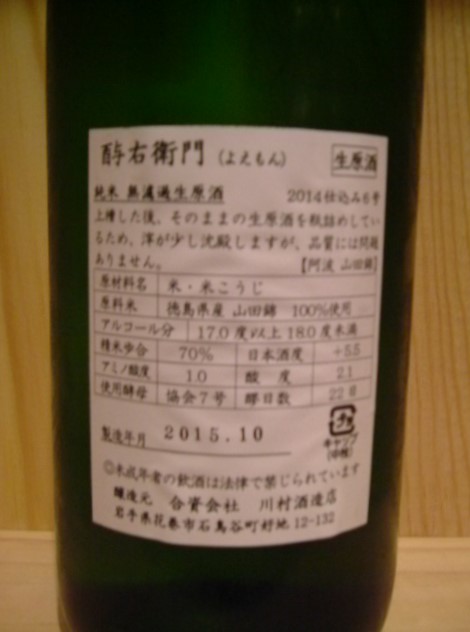 酉与右衛門 （よえもん） 生原酒
純米 無濾過生原酒 2014仕込み6号
上槽した後、そのままの生原酒を瓶詰めしてい
るため、滓が少し沈殿しますが、品質には問題
ありません。 【阿波 山田錦】
原材料名 米・米こうじ
原料米 徳島県産 山田錦 100%使用
アルコール分 17.0 度以上 18.0 度未満
精米歩合 70% 日本酒度 +5.5
アミノ酸度 1.0 酸 度 2.1
使用酵母 協会7号 醪日数 22日
製造年月 2015.10
キャップ
◎未成年者の飲酒は法律で禁じられています
醸造元 合資会社 川村酒造店
岩手県花巻市石鳥谷町好地 12-132